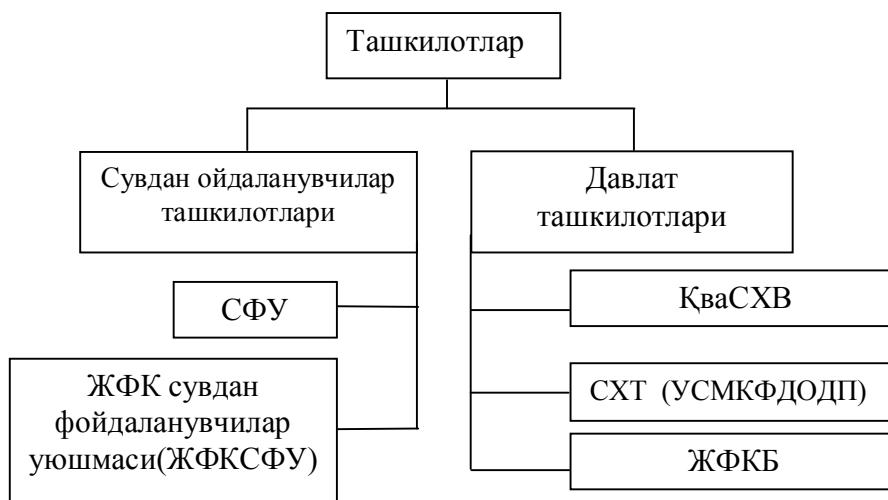 Ташкилотлар
Сувдан ойдаланувчилар
ташкилотлари
Давлат
ташкилотлари
СФУ
ЖФК сувдан
фойдаланувчилар
уюшмаси(ЖФКСФУ)
ҚваСХВ
СХТ (УСМКФДОДП)
ЖФКБ